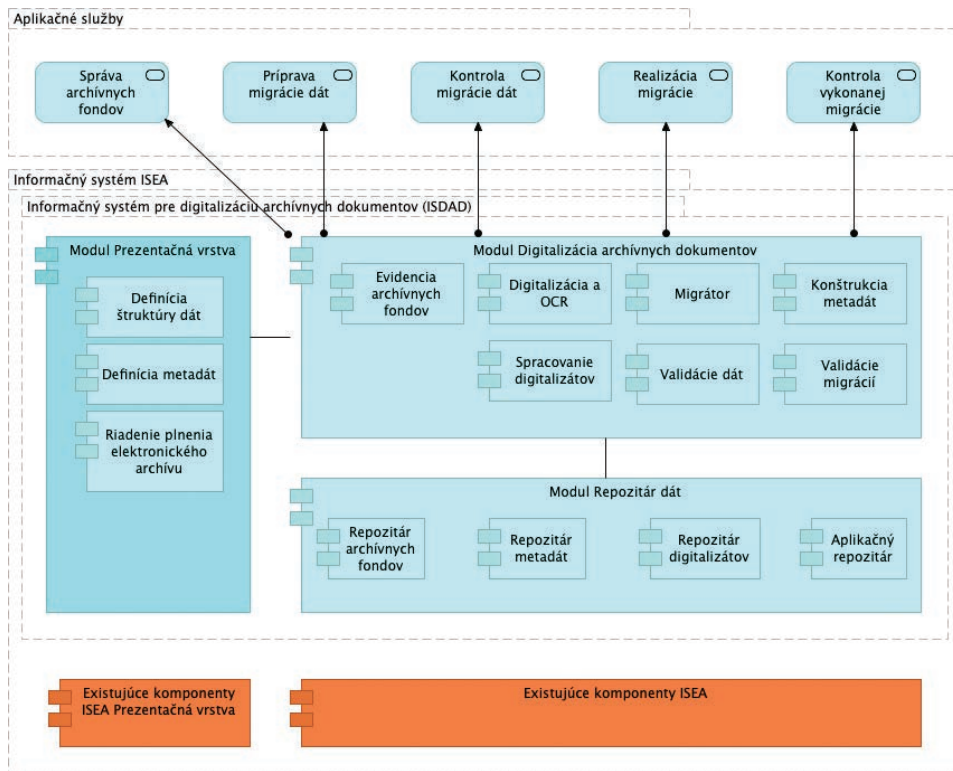 Aplikačné služby
Správa
archívnych
fondov
Príprava
migrácie dát
Kontrola
migrácie dát
Realizácia
migrácie
Kontrola
vykonanej
migrácie
Informačný systém ISEA
Informačný systém pre digitalizáciu archívnych dokumentov (ISDAD)
Modul Prezentačná vrstva
Definícia
štruktúry dát
Definícia metadát
Riadenie plnenia
elektronického
archívu
Modul Digitalizácia archívnych dokumentov
Evidencia
archívnych
fondov
Digitalizácia a
OCR
Migrátor
Konštrukcia
metadát
Spracovanie
digitalizátov
Validácie dát
Validácie
migrácií
Modul Repozitár dát
Repozitár
archívnych
fondov
Repozitár
metadát
Repozitár
digitalizátov
Aplikačný
repozitár
Existujúce komponenty
ISEA Prezentačná vrstva
Existujúce komponenty ISEA